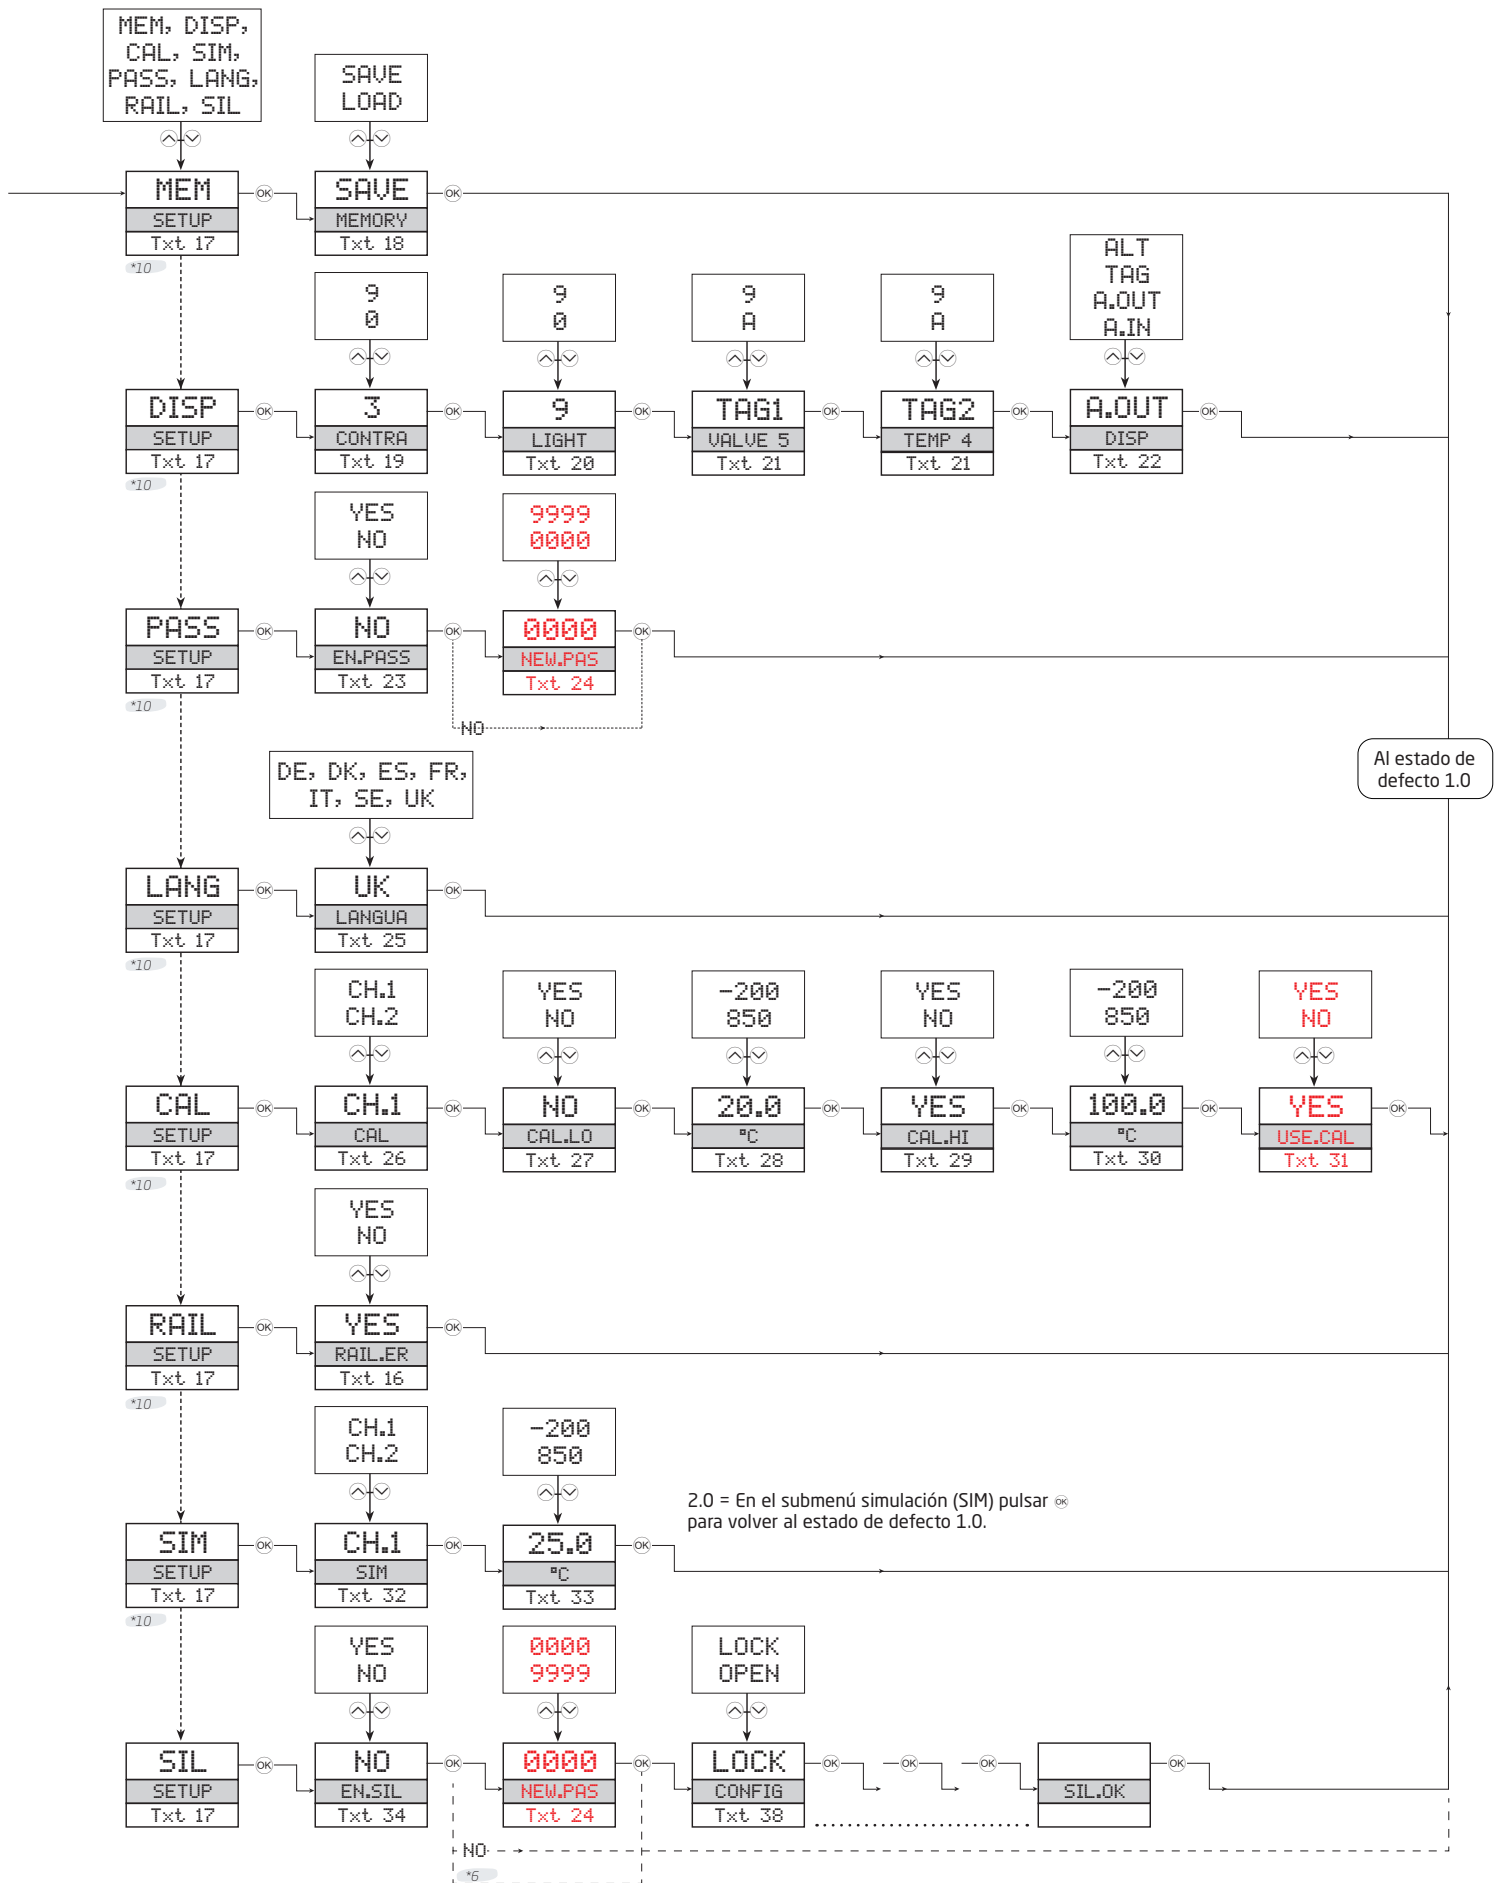 MEM, DISP,
CAL, SIM,
PASS, LANG,
RAIL, SIL
SAVE
LOAD
MEM
SETUP
Txt 17
*10
OK
SAVE
MEMORY
Txt 18
OK
9
0
9
0
9
A
9
A
ALT
TAG
A.OUT
A.IN
DISP
SETUP
Txt 17
*10
OK
3
CONTRA
Txt 19
OK
9
LIGHT
Txt 20
OK
TAG1
VALVE 5
Txt 21
OK
TAG2
TEMP 4
Txt 21
OK
A.OUT
DISP
Txt 22
OK
YES
NO
9999
0000
PASS
SETUP
Txt 17
*10
OK
NO
EN.PASS
Txt 23
OK
0000
NEW.PAS
Txt 24
OK
NO
Al estado de
defecto 1.0
DE, DK, ES, FR,
IT, SE, UK
LANG
SETUP
Txt 17
*10
OK
UK
LANGUA
Txt 25
OK
CH.1
CH.2
YES
NO
-200
850
YES
NO
-200
850
YES
NO
CAL
SETUP
Txt 17
*10
OK
CH.1
CAL
Txt 26
OK
NO
CAL.LO
Txt 27
OK
20.0
°C
Txt 28
OK
YES
CAL.HI
Txt 29
OK
100.0
°C
Txt 30
OK
YES
USE.CAL
Txt 31
OK
YES
NO
RAIL
SETUP
Txt 17
*10
OK
YES
RAIL.ER
Txt 16
OK
CH.1
CH.2
-200
850
2.0 = En el submenú simulación (SIM) pulsar OK
para volver al estado de defecto 1.0.
SIM
SETUP
Txt 17
*10
OK
CH.1
SIM
Txt 32
OK
25.0
°C
Txt 33
OK
YES
NO
0000
9999
LOCK
OPEN
SIL
SETUP
Txt 17
OK
NO
EN.SIL
Txt 34
OK
0000
NEW.PAS
Txt 24
OK
LOCK
CONFIG
Txt 38
OK
OK
OK
SIL.OK
OK
NO
*6